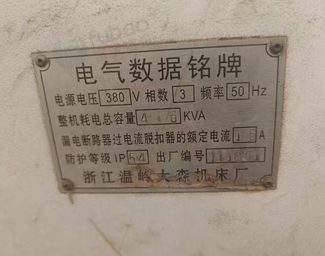 fubao
电气数据铭牌
电源电压 380 V 相数 3 频率 50 Hz
整机耗电总容量 KVA
漏电断路器过电流脱扣器的额定电流 A
防护等级 IP 54 出厂编号
浙江温岭大森机床厂